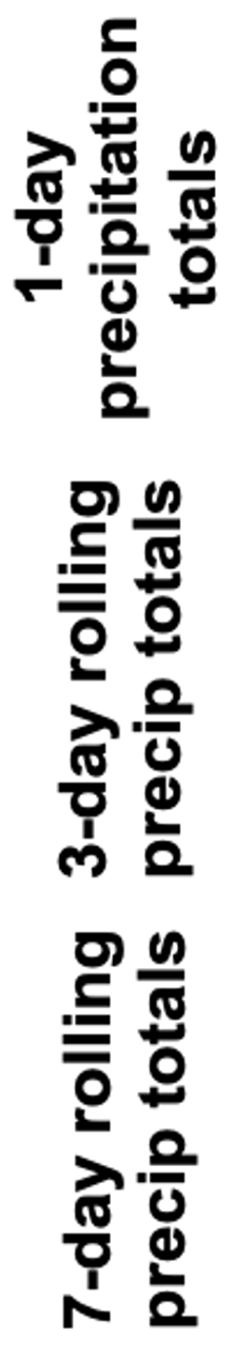 1-day
precipitation
totals
3-day rolling
precip totals
7-day rolling
precip totals